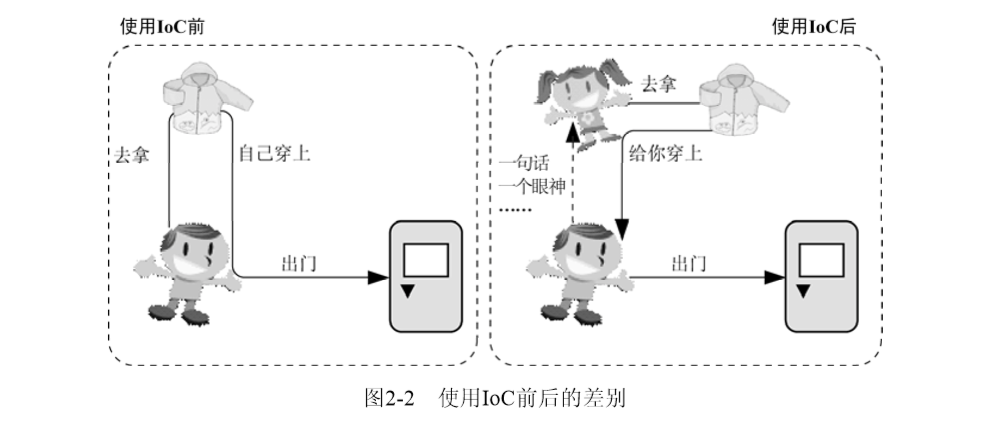 使用IoC前
使用IoC后
去拿
自己穿上
出门
去拿
给你穿上
一句话
一个眼神
……
出门
图2-2 使用IoC前后的差别